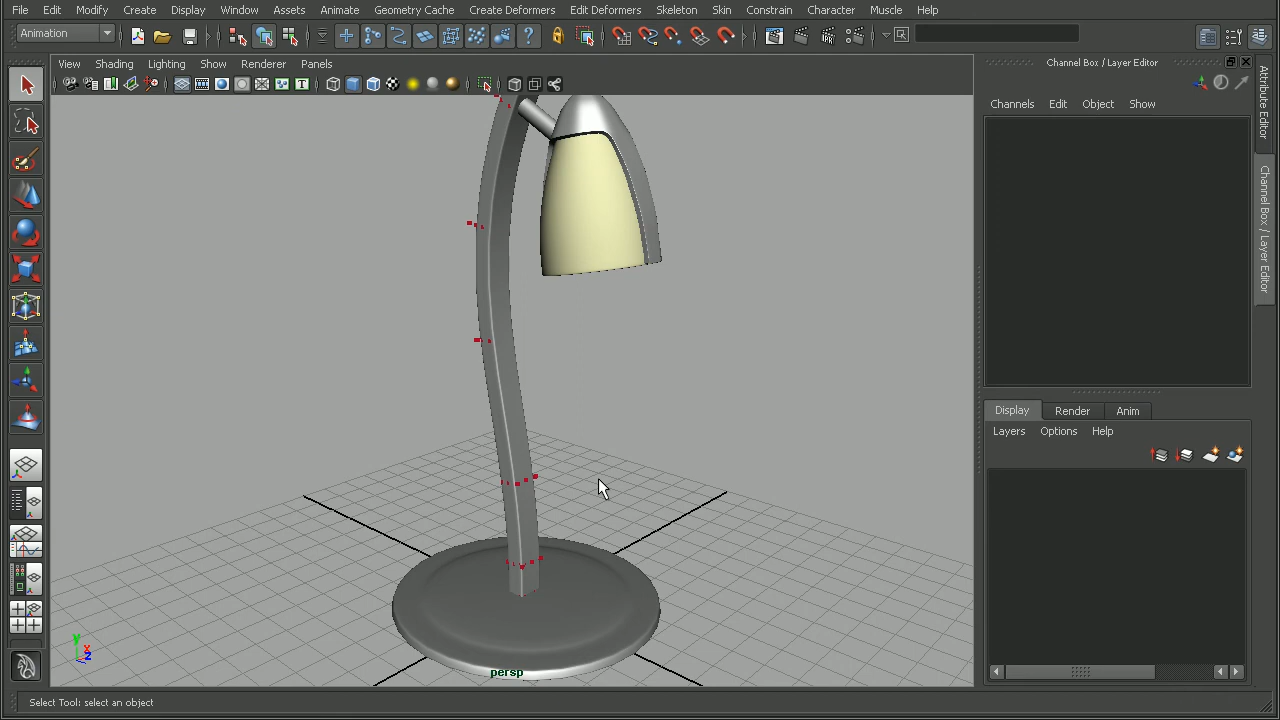 File Edit Modify Create Display Window Assets Animate Geometry Cache Create Deformers Edit Deformers Skeleton Skin Constrain Character Muscle Help
Animation
View Shading Lighting Show Renderer Panels
Channel Box / Layer Editor
Channels Edit Object Show
Attribute Editor
Channel Box / Layer Editor
Display Render Anim
Layers Options Help
y
x
z
persp
Select Tool: select an object